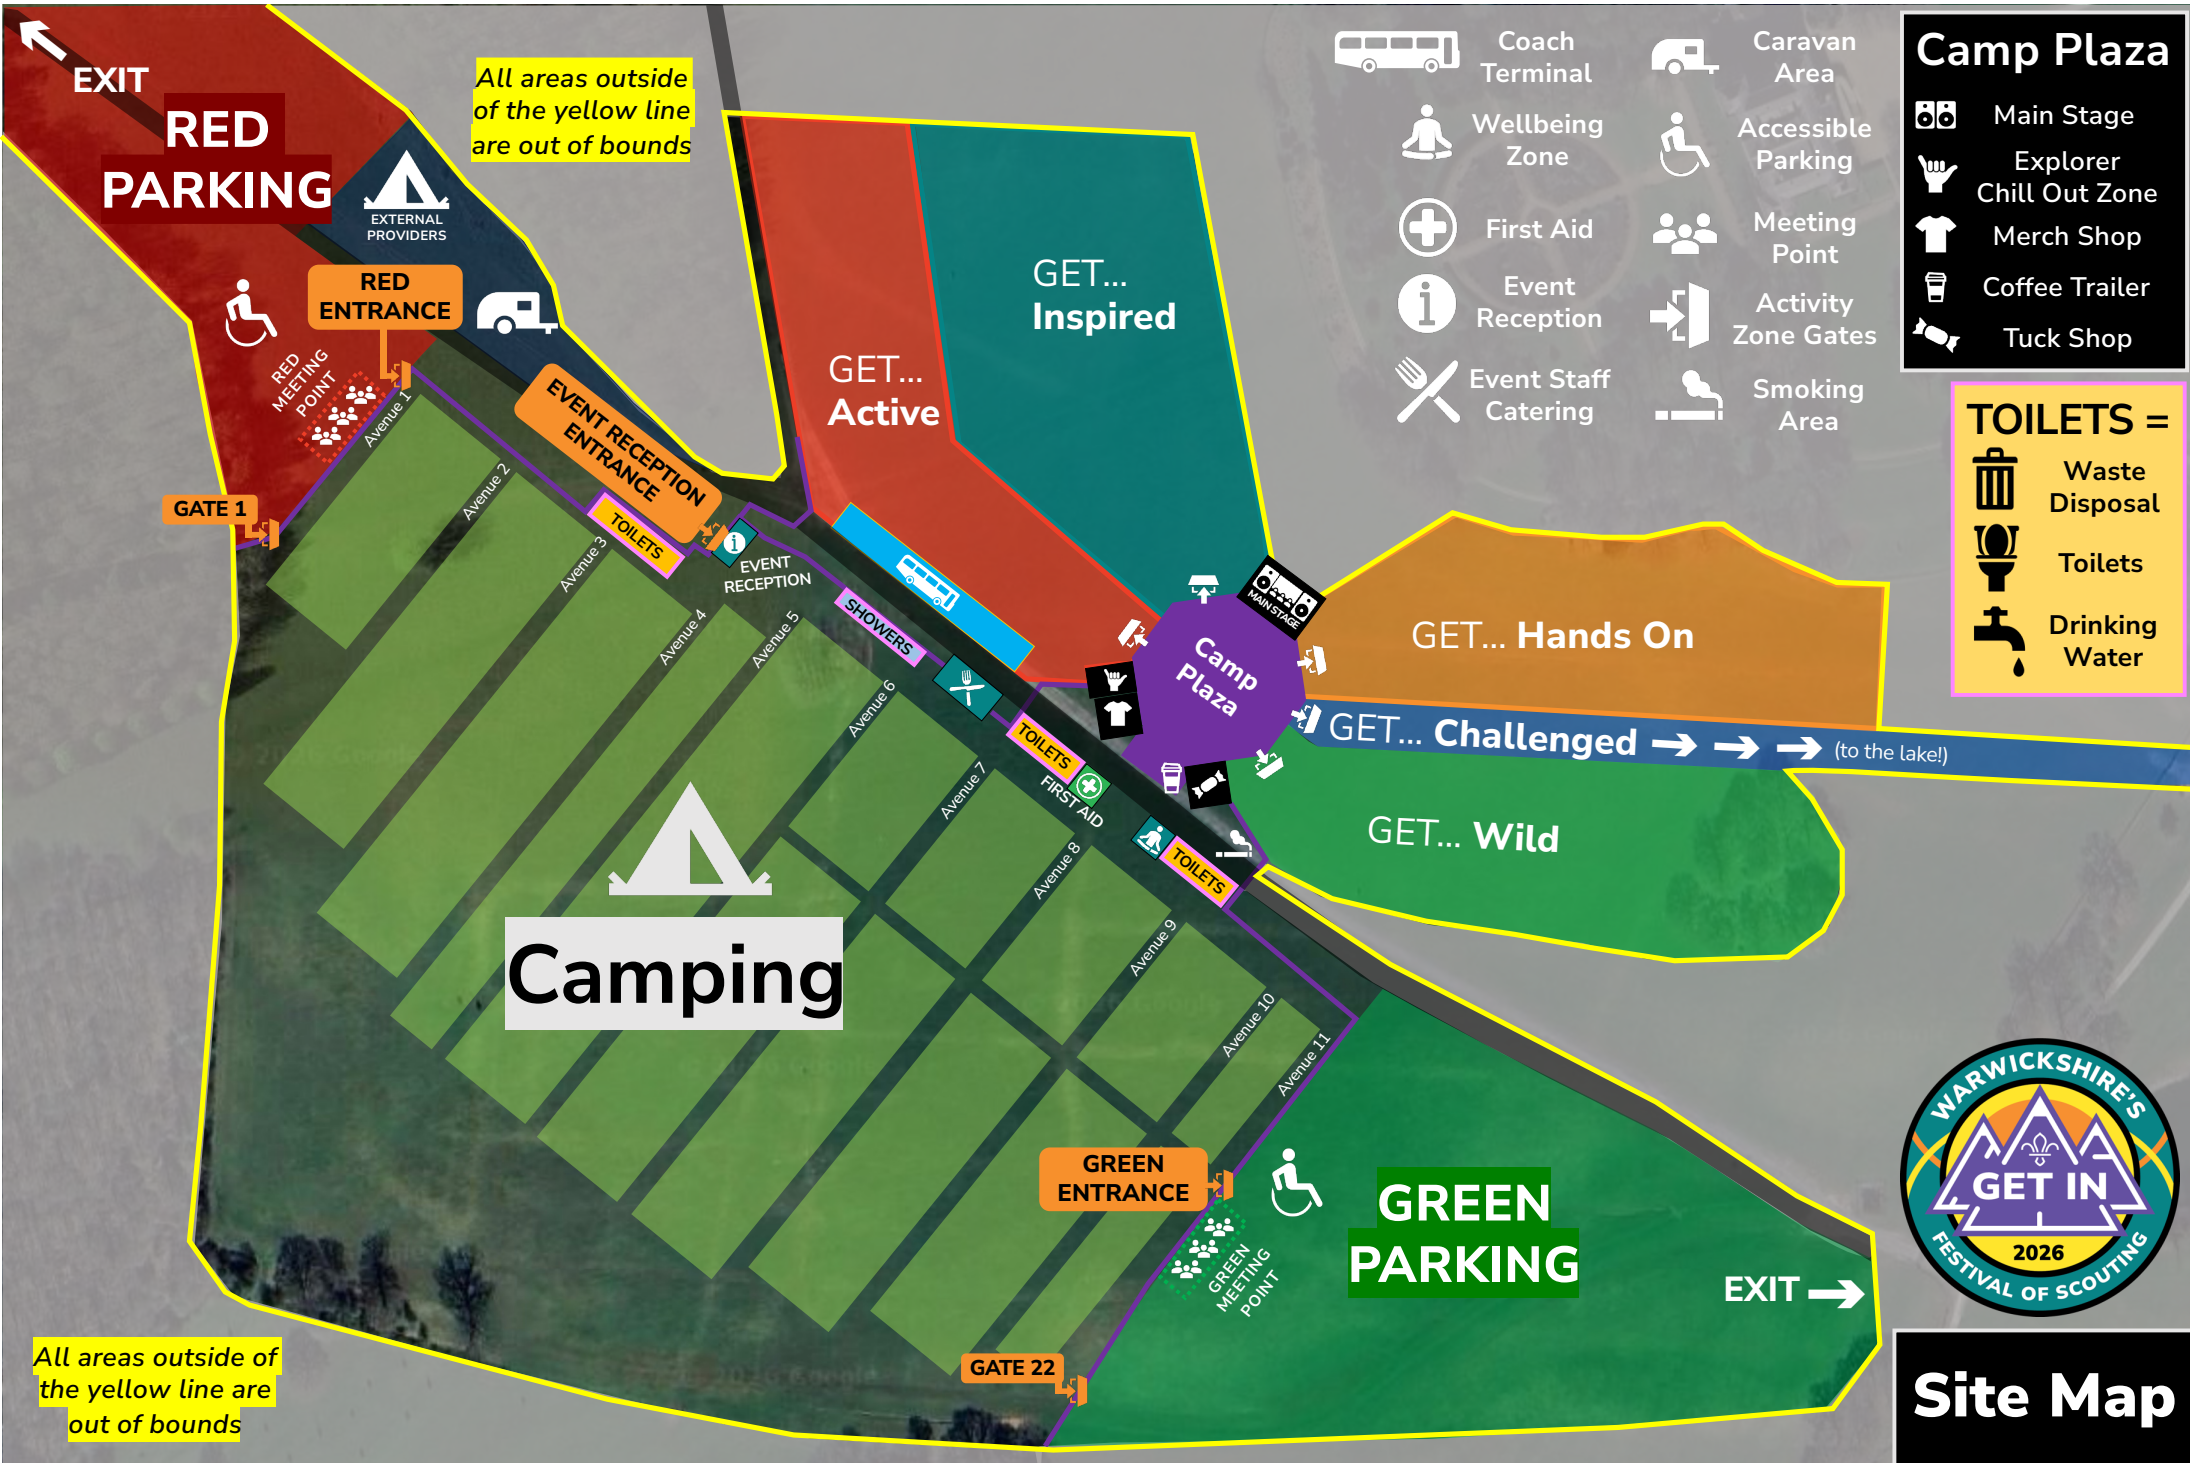 EXIT
RED
PARKING
All areas outside
of the yellow line
are out of bounds
EXTERNAL
PROVIDERS
RED
ENTRANCE
RED
MEETING
POINT
GATE 1
EVENT RECEPTION
ENTRANCE
TOILETS
EVENT
RECEPTION
SHOWERS
GET...
Active
GET...
Inspired
Coach
Terminal
Wellbeing
Zone
First Aid
Event
Reception
Event Staff
Catering
Caravan
Area
Accessible
Parking
Meeting
Point
Activity
Zone Gates
Smoking
Area
Camp Plaza
Main Stage
Explorer
Chill Out Zone
Merch Shop
Coffee Trailer
Tuck Shop
TOILETS =
Waste
Disposal
Toilets
Drinking
Water
MAIN STAGE
Camp
Plaza
GET... Hands On
GET... Challenged
(to the lake!)
GET... Wild
TOILETS
FIRST AID
TOILETS
Avenue 1
Avenue 2
Avenue 3
Avenue 4
Avenue 5
Avenue 6
Avenue 7
Avenue 8
Avenue 9
Avenue 10
Avenue 11
Camping
GREEN
ENTRANCE
GREEN
MEETING
POINT
GREEN
PARKING
EXIT
GATE 22
All areas outside of
the yellow line are
out of bounds
WARWICKSHIRE'S
GET IN
2026
FESTIVAL OF SCOUTING
Site Map